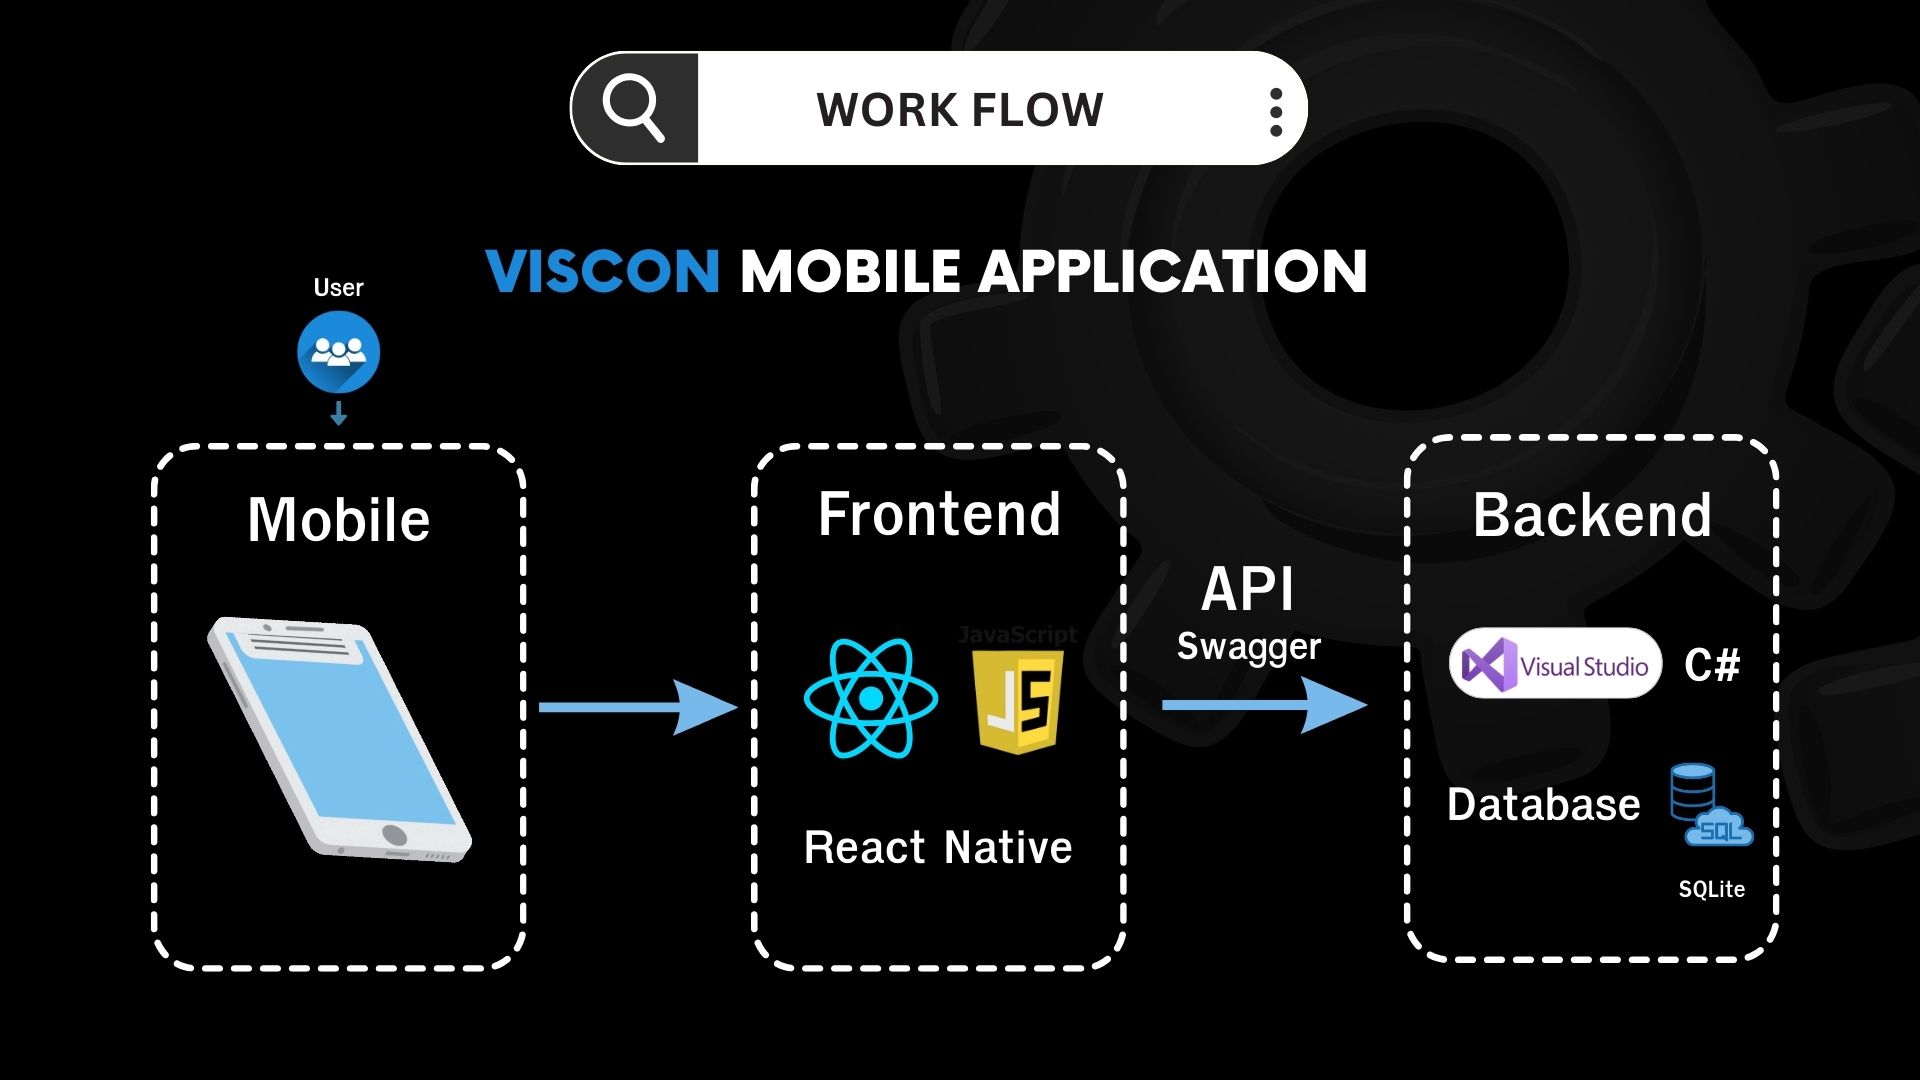 WORK FLOW
VISCON MOBILE APPLICATION
User
Mobile
Frontend
JavaScript
JS
React Native
API
Swagger
Backend
Visual Studio
C#
Database
SQL
SQLite